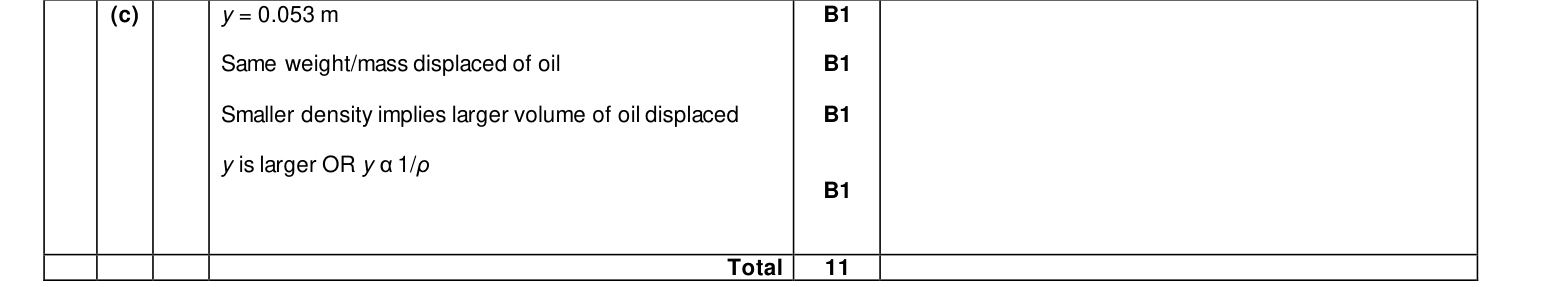 (c) y = 0.053 m B1
Same weight/mass displaced of oil B1
Smaller density implies larger volume of oil displaced B1
y is larger OR y α 1/ρ
B1
Total 11